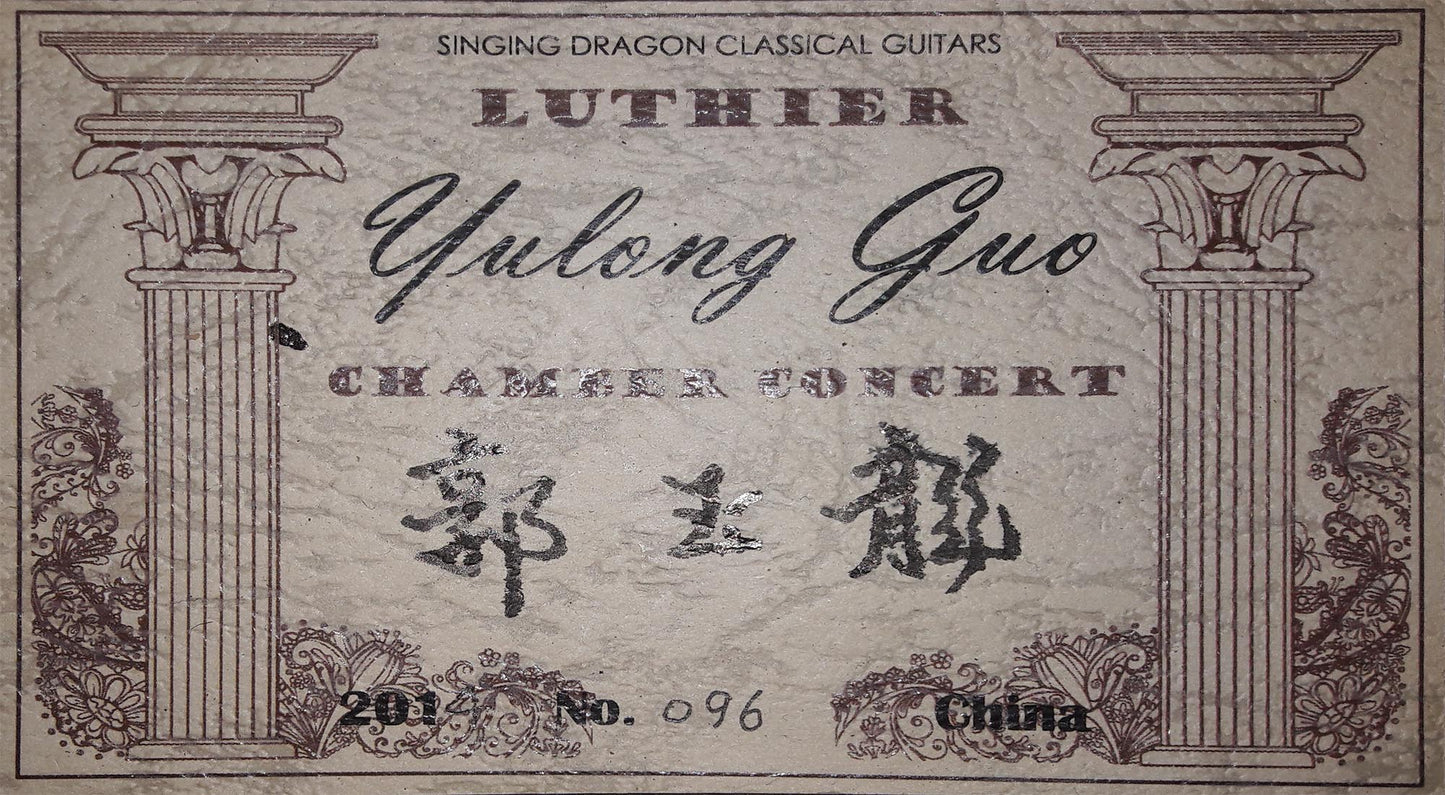 SINGING DRAGON CLASSICAL GUITARS
LUTHIER
Yulong Guo
CHAMBER CONCERT
郭玉龍
2014 No. 096 China